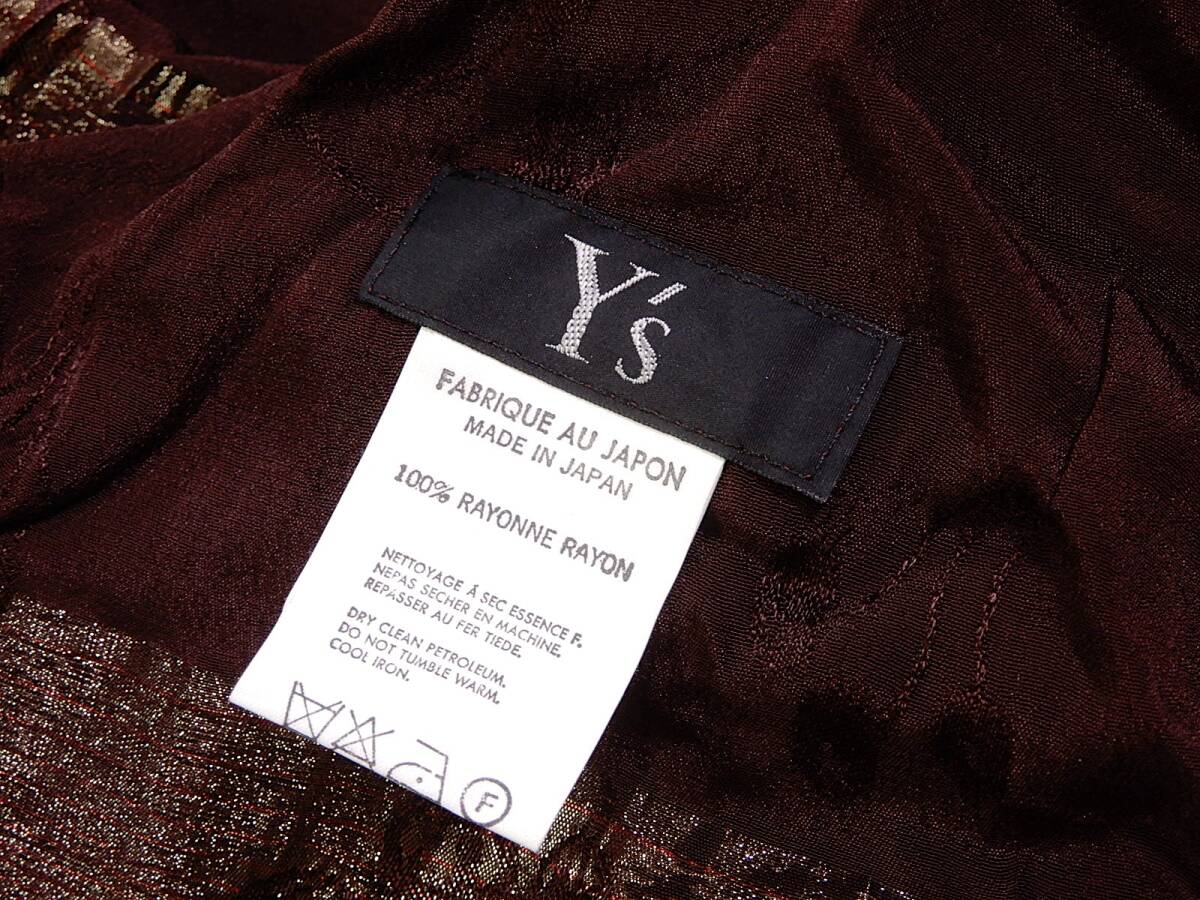 Y's
FABRIQUE AU JAPON
MADE IN JAPAN
100% RAYONNE RAYON
NETTOYAGE Á SEC ESSENCE F.
NEPAS SECHER EN MACHINE.
REPASSER AU FER TIEDE.
DRY CLEAN PETROLEUM.
DO NOT TUMBLE WARM.
COOL IRON.
F